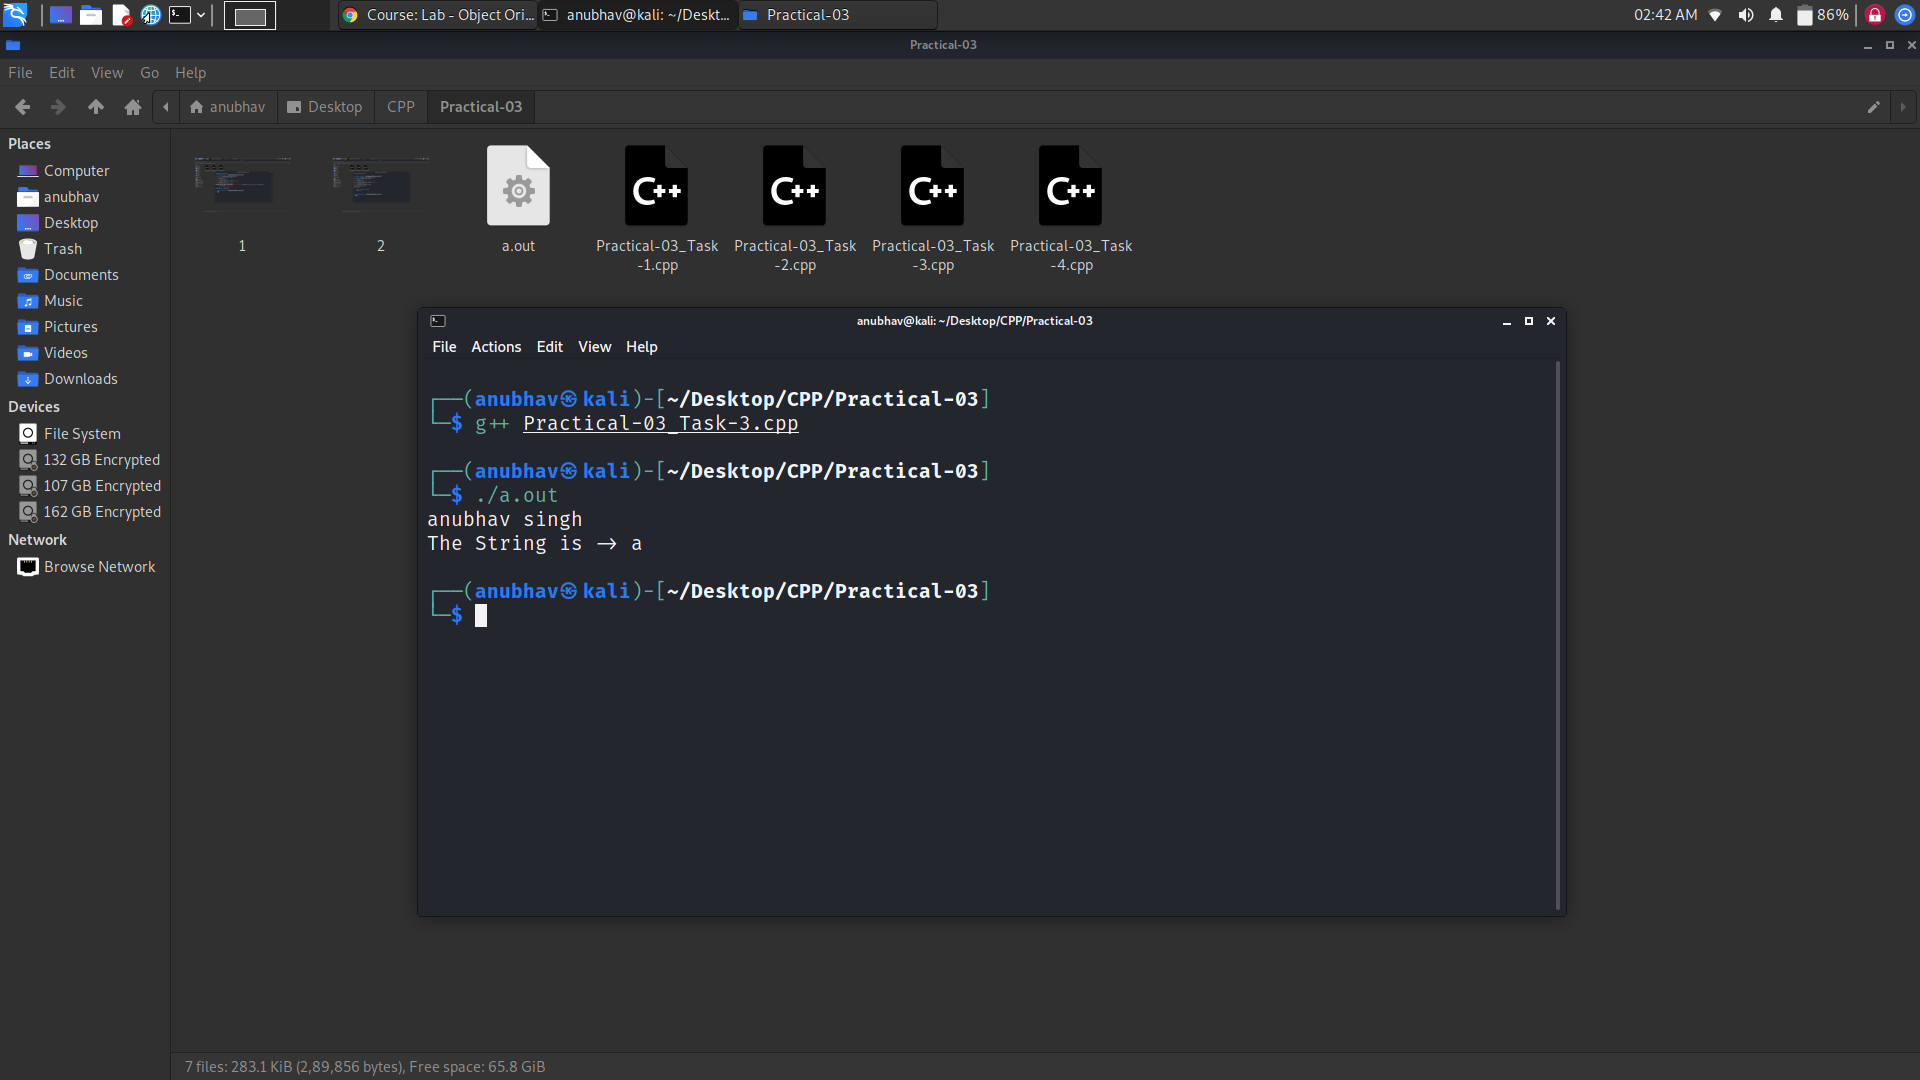 Course: Lab - Object Ori...
anubhav@kali: ~/Deskt...
Practical-03
02:42 AM
86%
Practical-03
File Edit View Go Help
anubhav Desktop CPP Practical-03
Places
Computer
anubhav
Desktop
Trash
Documents
Music
Pictures
Videos
Downloads
Devices
File System
132 GB Encrypted
107 GB Encrypted
162 GB Encrypted
Network
Browse Network
1
2
a.out
C++
Practical-03_Task
-1.cpp
C++
Practical-03_Task
-2.cpp
C++
Practical-03_Task
-3.cpp
C++
Practical-03_Task
-4.cpp
anubhav@kali: ~/Desktop/CPP/Practical-03
File Actions Edit View Help
┌──(anubhav㉿kali)-[~/Desktop/CPP/Practical-03]
└─$ g++ Practical-03_Task-3.cpp
┌──(anubhav㉿kali)-[~/Desktop/CPP/Practical-03]
└─$ ./a.out
anubhav singh
The String is -> a
┌──(anubhav㉿kali)-[~/Desktop/CPP/Practical-03]
└─$
7 files: 283.1 KiB (2,89,856 bytes), Free space: 65.8 GiB